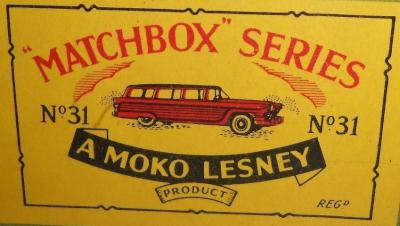 "MATCHBOX" SERIES
Nº31 Nº31
A MOKO LESNEY
PRODUCT
REGᴰ